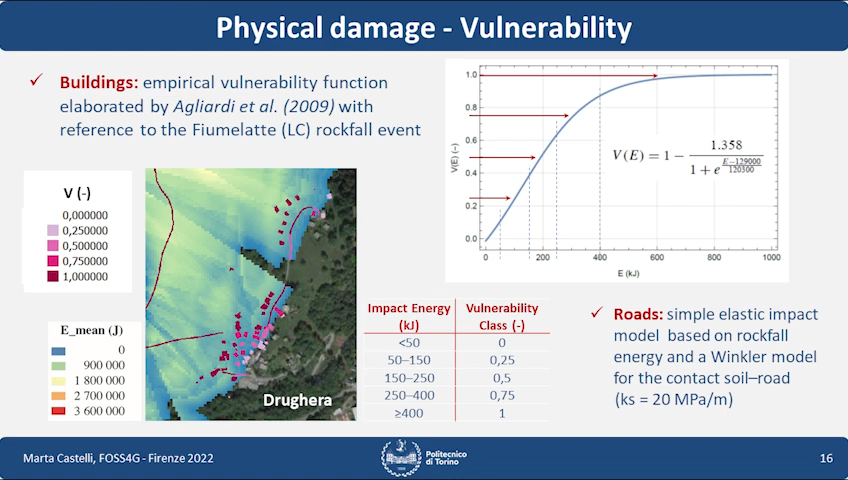 Physical damage - Vulnerability
✓ Buildings: empirical vulnerability function
elaborated by Agliardi et al. (2009) with
reference to the Fiumelatte (LC) rockfall event
V(E) (-)
1.0
0.8
0.6
0.4
0.2
0.0
0 200 400 600 800 1000
E (kJ)
V(E) = 1 − 1.358 / (1 + e^((E−129000)/120300))
V (-)
0,000000
0,250000
0,500000
0,750000
1,000000
E_mean (J)
0
900 000
1 800 000
2 700 000
3 600 000
Drughera
Impact Energy (kJ) Vulnerability Class (-)
<50 0
50–150 0,25
150–250 0,5
250–400 0,75
≥400 1
✓ Roads: simple elastic impact
model based on rockfall
energy and a Winkler model
for the contact soil–road
(ks = 20 MPa/m)
Marta Castelli, FOSS4G - Firenze 2022
Politecnico
di Torino
16